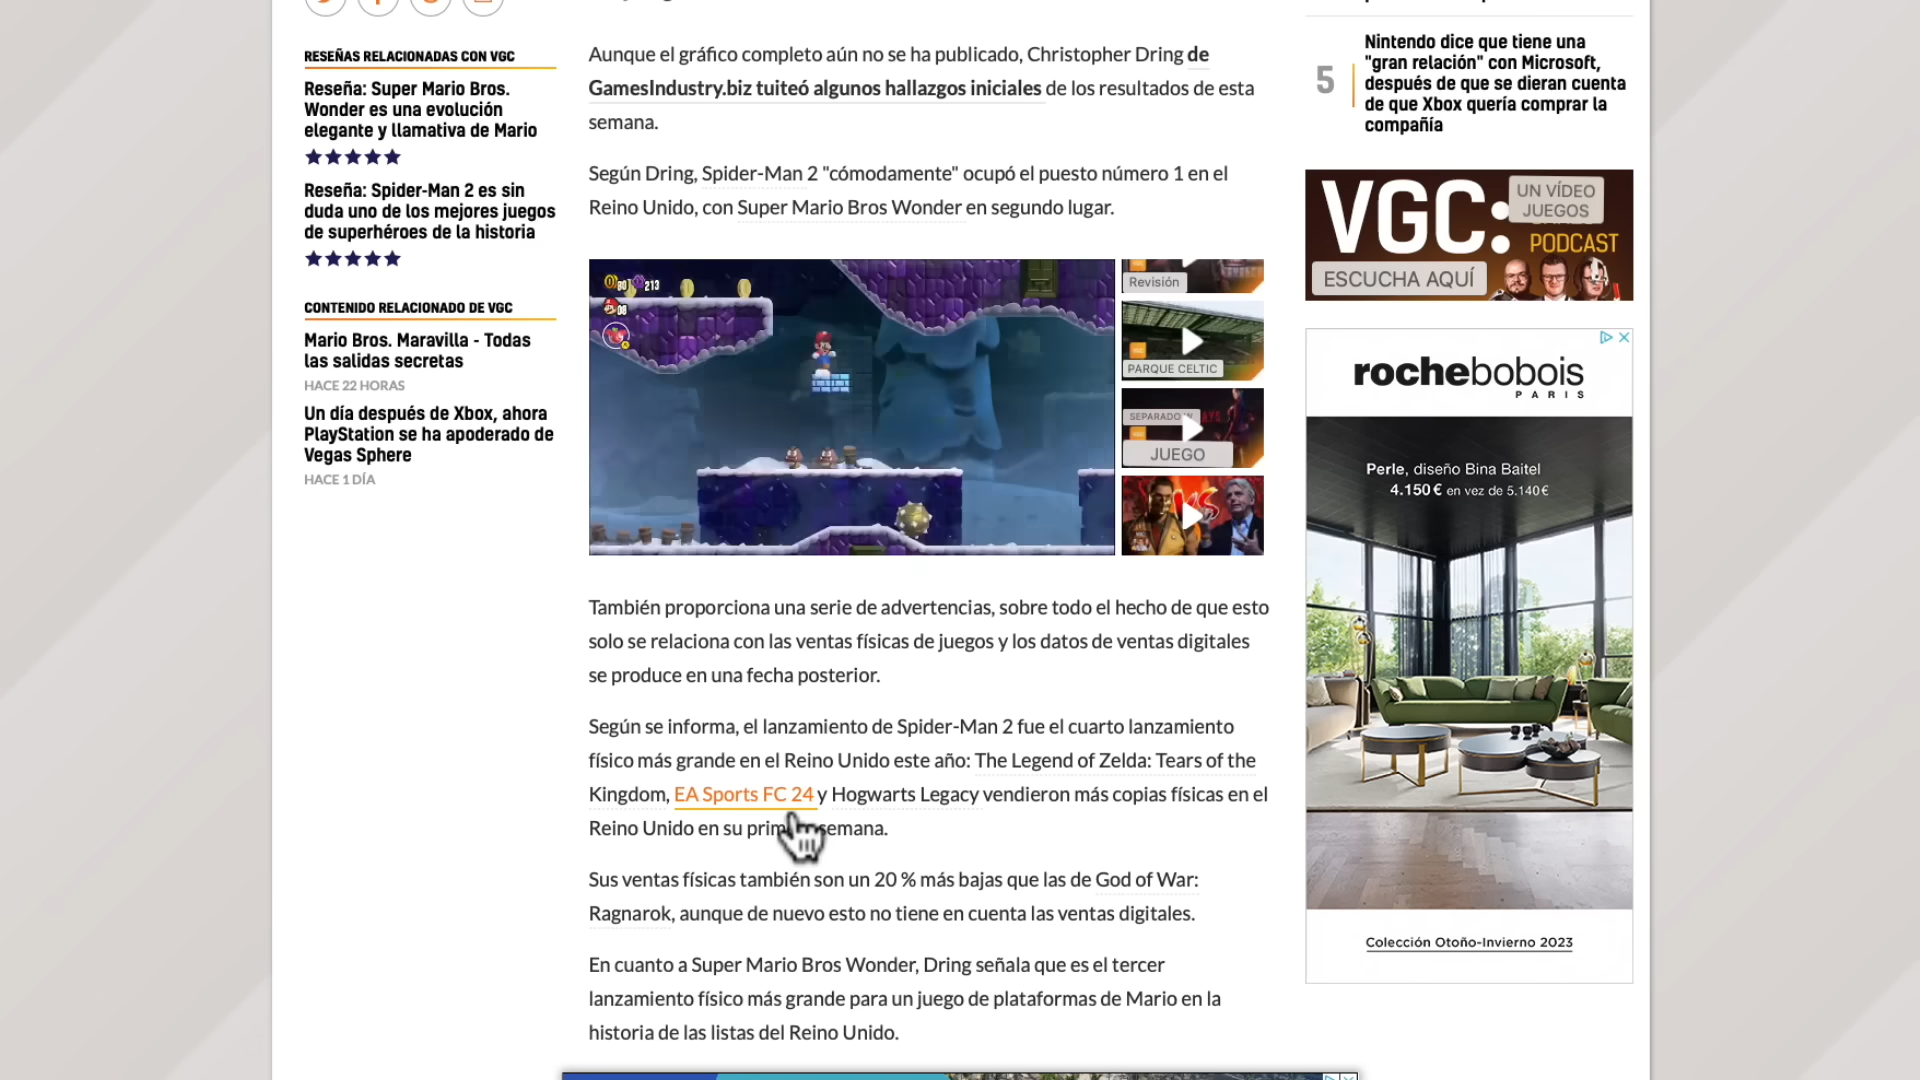 RESEÑAS RELACIONADAS CON VGC
Reseña: Super Mario Bros.
Wonder es una evolución
elegante y llamativa de Mario
Reseña: Spider-Man 2 es sin
duda uno de los mejores juegos
de superhéroes de la historia
CONTENIDO RELACIONADO DE VGC
Mario Bros. Maravilla - Todas
las salidas secretas
HACE 22 HORAS
Un día después de Xbox, ahora
PlayStation se ha apoderado de
Vegas Sphere
HACE 1 DÍA
Aunque el gráfico completo aún no se ha publicado, Christopher Dring de
GamesIndustry.biz tuiteó algunos hallazgos iniciales de los resultados de esta
semana.
Según Dring, Spider-Man 2 "cómodamente" ocupó el puesto número 1 en el
Reino Unido, con Super Mario Bros Wonder en segundo lugar.
80 213
08
Revisión
PARQUE CELTIC
SEPARADO
JUEGO
VS
También proporciona una serie de advertencias, sobre todo el hecho de que esto
solo se relaciona con las ventas físicas de juegos y los datos de ventas digitales
se produce en una fecha posterior.
Según se informa, el lanzamiento de Spider-Man 2 fue el cuarto lanzamiento
físico más grande en el Reino Unido este año: The Legend of Zelda: Tears of the
Kingdom, EA Sports FC 24 y Hogwarts Legacy vendieron más copias físicas en el
Reino Unido en su primera semana.
Sus ventas físicas también son un 20 % más bajas que las de God of War:
Ragnarok, aunque de nuevo esto no tiene en cuenta las ventas digitales.
En cuanto a Super Mario Bros Wonder, Dring señala que es el tercer
lanzamiento físico más grande para un juego de plataformas de Mario en la
historia de las listas del Reino Unido.
5
Nintendo dice que tiene una
"gran relación" con Microsoft,
después de que se dieran cuenta
de que Xbox quería comprar la
compañía
VGC:
UN VÍDEO
JUEGOS
PODCAST
ESCUCHA AQUÍ
rochebobois
PARIS
Perle, diseño Bina Baitel
4.150 € en vez de 5.140 €
Colección Otoño-Invierno 2023